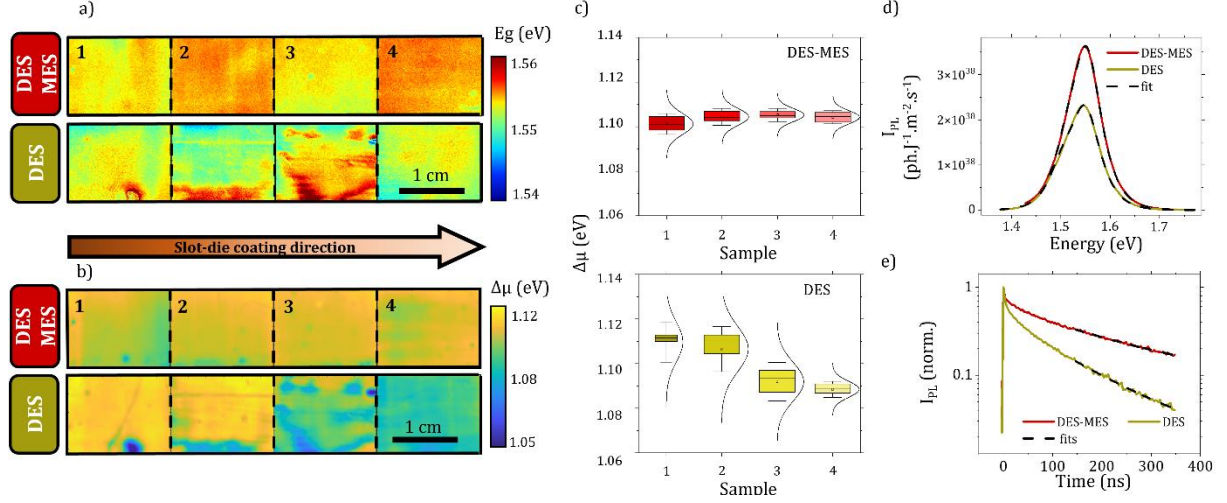 a)
DES
MES
DES
1
2
3
4
1 cm
Eg (eV)
1.56
1.55
1.54
Slot-die coating direction
b)
DES
MES
DES
1
2
3
4
1 cm
Δμ (eV)
1.12
1.08
1.05
c)
Δμ (eV)
1.14
1.12
1.10
1.08
1.06
DES-MES
1
2
3
4
Sample
1.14
1.12
1.10
1.08
1.06
DES
1
2
3
4
Sample
d)
I_PL
(ph.J⁻¹.m⁻².s⁻¹)
3×10³⁸
2×10³⁸
1×10³⁸
0
DES-MES
DES
fit
1.4
1.5
1.6
1.7
Energy (eV)
e)
I_PL (norm.)
1
0.1
DES-MES
DES
fits
0
100
200
300
400
Time (ns)